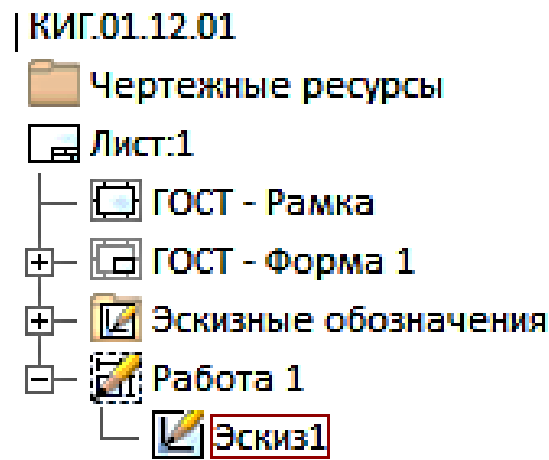 КИГ.01.12.01
Чертежные ресурсы
Лист:1
ГОСТ - Рамка
ГОСТ - Форма 1
Эскизные обозначения
Работа 1
Эскиз1